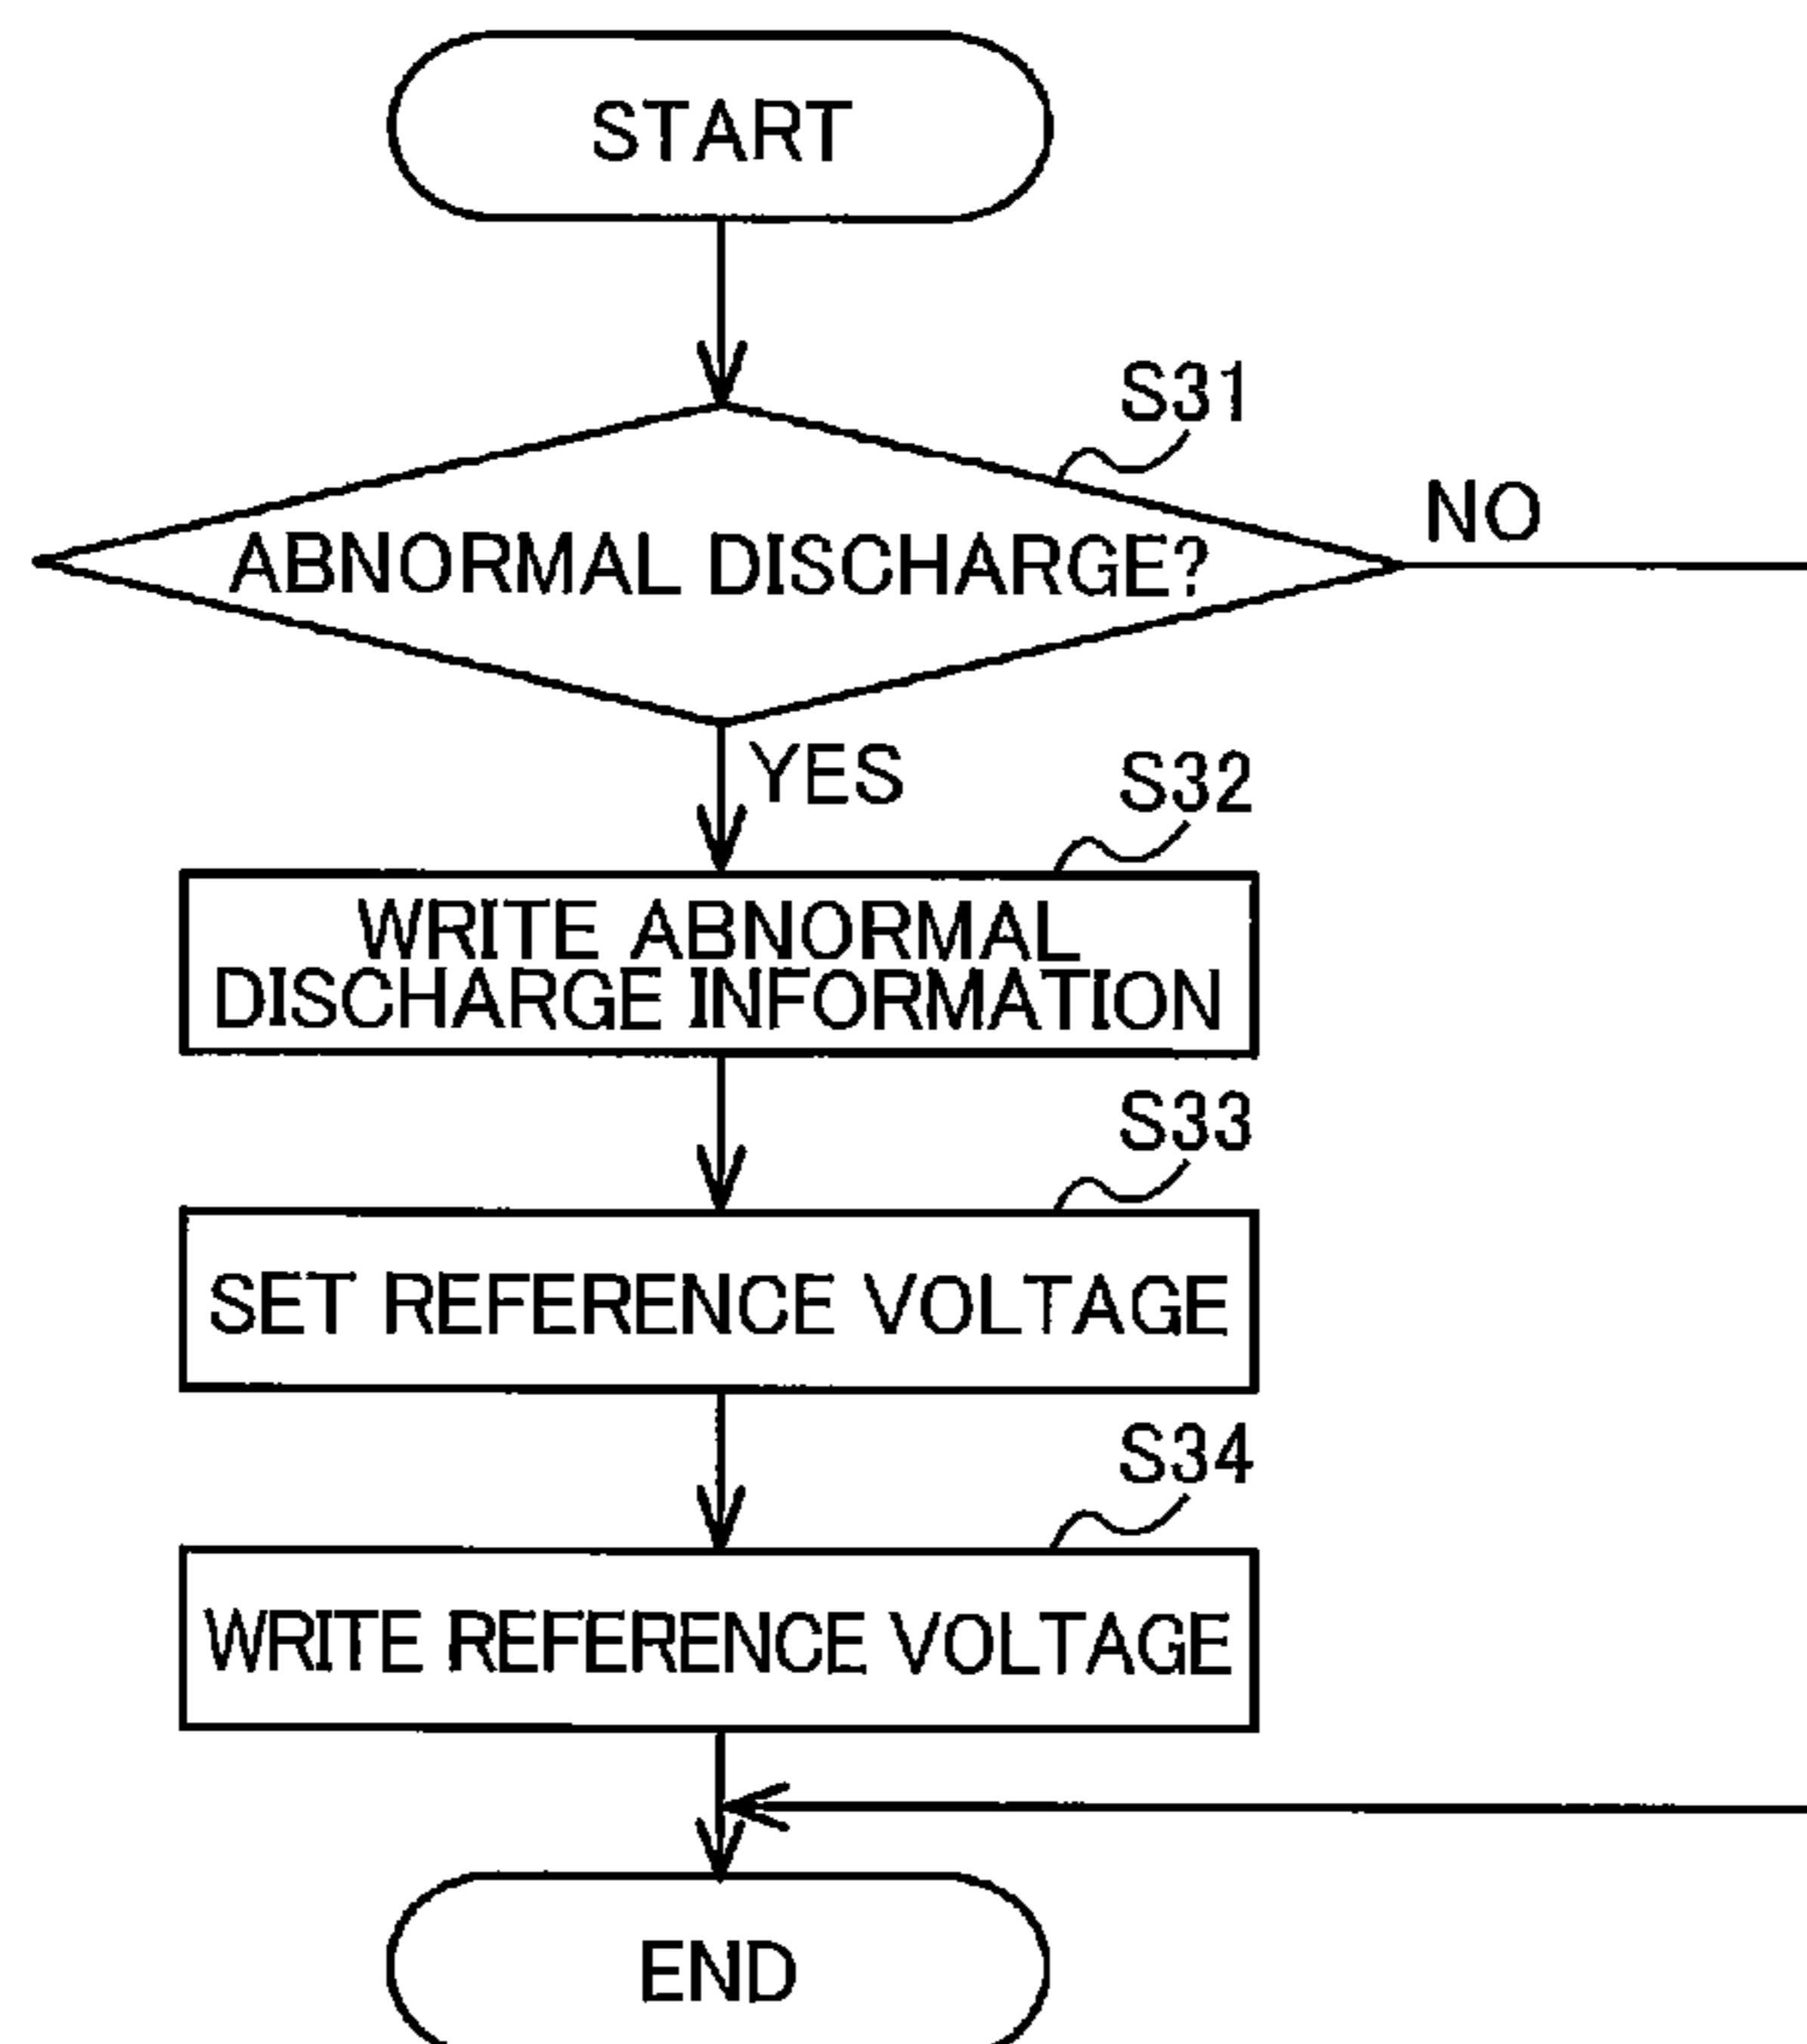 START
S31
ABNORMAL DISCHARGE?
NO
YES
S32
WRITE ABNORMAL
DISCHARGE INFORMATION
S33
SET REFERENCE VOLTAGE
S34
WRITE REFERENCE VOLTAGE
END